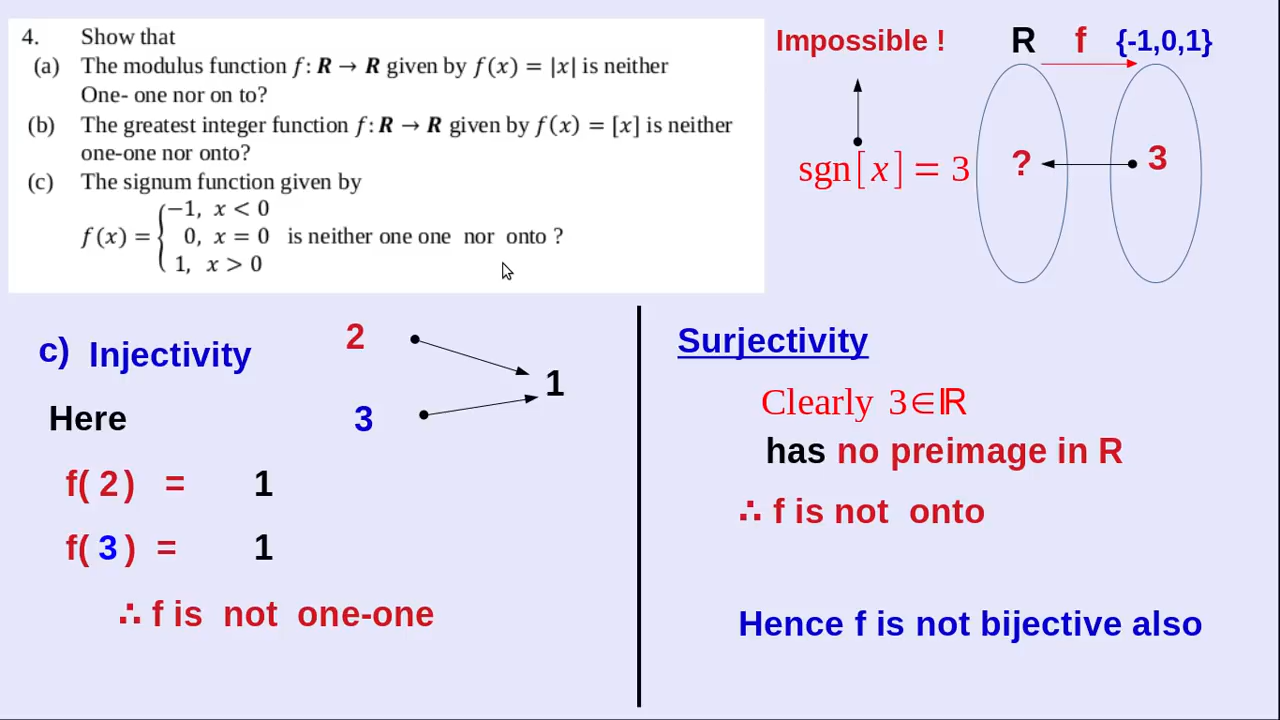 4. Show that
(a) The modulus function f: R → R given by f(x) = |x| is neither
One- one nor on to?
(b) The greatest integer function f: R → R given by f(x) = [x] is neither
one-one nor onto?
(c) The signum function given by
f(x) = { −1, x < 0
0, x = 0 is neither one one nor onto ?
1, x > 0
Impossible !
R f {-1,0,1}
sgn[x] = 3
? 3
c) Injectivity
2
3
1
Here
f( 2 ) = 1
f( 3 ) = 1
∴ f is not one-one
Surjectivity
Clearly 3∈ℝ
has no preimage in R
∴ f is not onto
Hence f is not bijective also